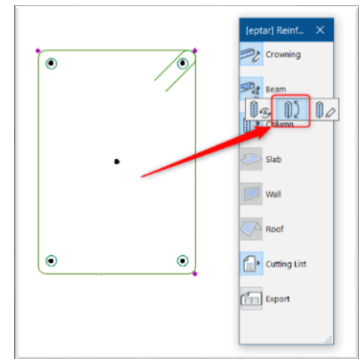 [eptar] Reinf...
Crowning
Beam
Column
Slab
Wall
Roof
Cutting List
Export